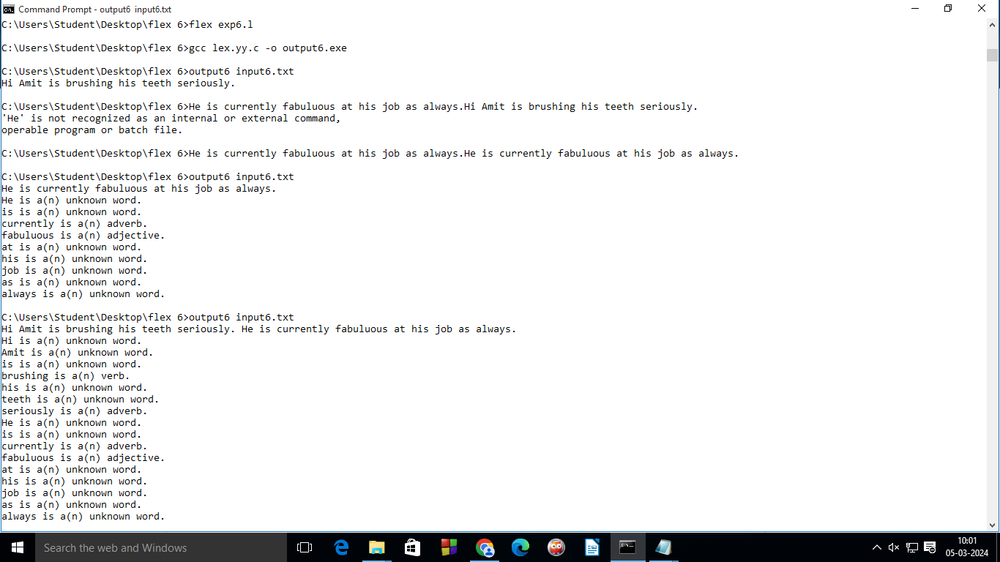 Command Prompt - output6 input6.txt
C:\Users\Student\Desktop\flex 6>flex exp6.l
C:\Users\Student\Desktop\flex 6>gcc lex.yy.c -o output6.exe
C:\Users\Student\Desktop\flex 6>output6 input6.txt
Hi Amit is brushing his teeth seriously.
C:\Users\Student\Desktop\flex 6>He is currently fabuluous at his job as always.Hi Amit is brushing his teeth seriously.
'He' is not recognized as an internal or external command,
operable program or batch file.
C:\Users\Student\Desktop\flex 6>He is currently fabuluous at his job as always.He is currently fabuluous at his job as always.
C:\Users\Student\Desktop\flex 6>output6 input6.txt
He is currently fabuluous at his job as always.
He is a(n) unknown word.
is is a(n) unknown word.
currently is a(n) adverb.
fabuluous is a(n) adjective.
at is a(n) unknown word.
his is a(n) unknown word.
job is a(n) unknown word.
as is a(n) unknown word.
always is a(n) unknown word.
C:\Users\Student\Desktop\flex 6>output6 input6.txt
Hi Amit is brushing his teeth seriously. He is currently fabuluous at his job as always.
Hi is a(n) unknown word.
Amit is a(n) unknown word.
is is a(n) unknown word.
brushing is a(n) verb.
his is a(n) unknown word.
teeth is a(n) unknown word.
seriously is a(n) adverb.
He is a(n) unknown word.
is is a(n) unknown word.
currently is a(n) adverb.
fabuluous is a(n) adjective.
at is a(n) unknown word.
his is a(n) unknown word.
job is a(n) unknown word.
as is a(n) unknown word.
always is a(n) unknown word.
Search the web and Windows
10:01
05-03-2024